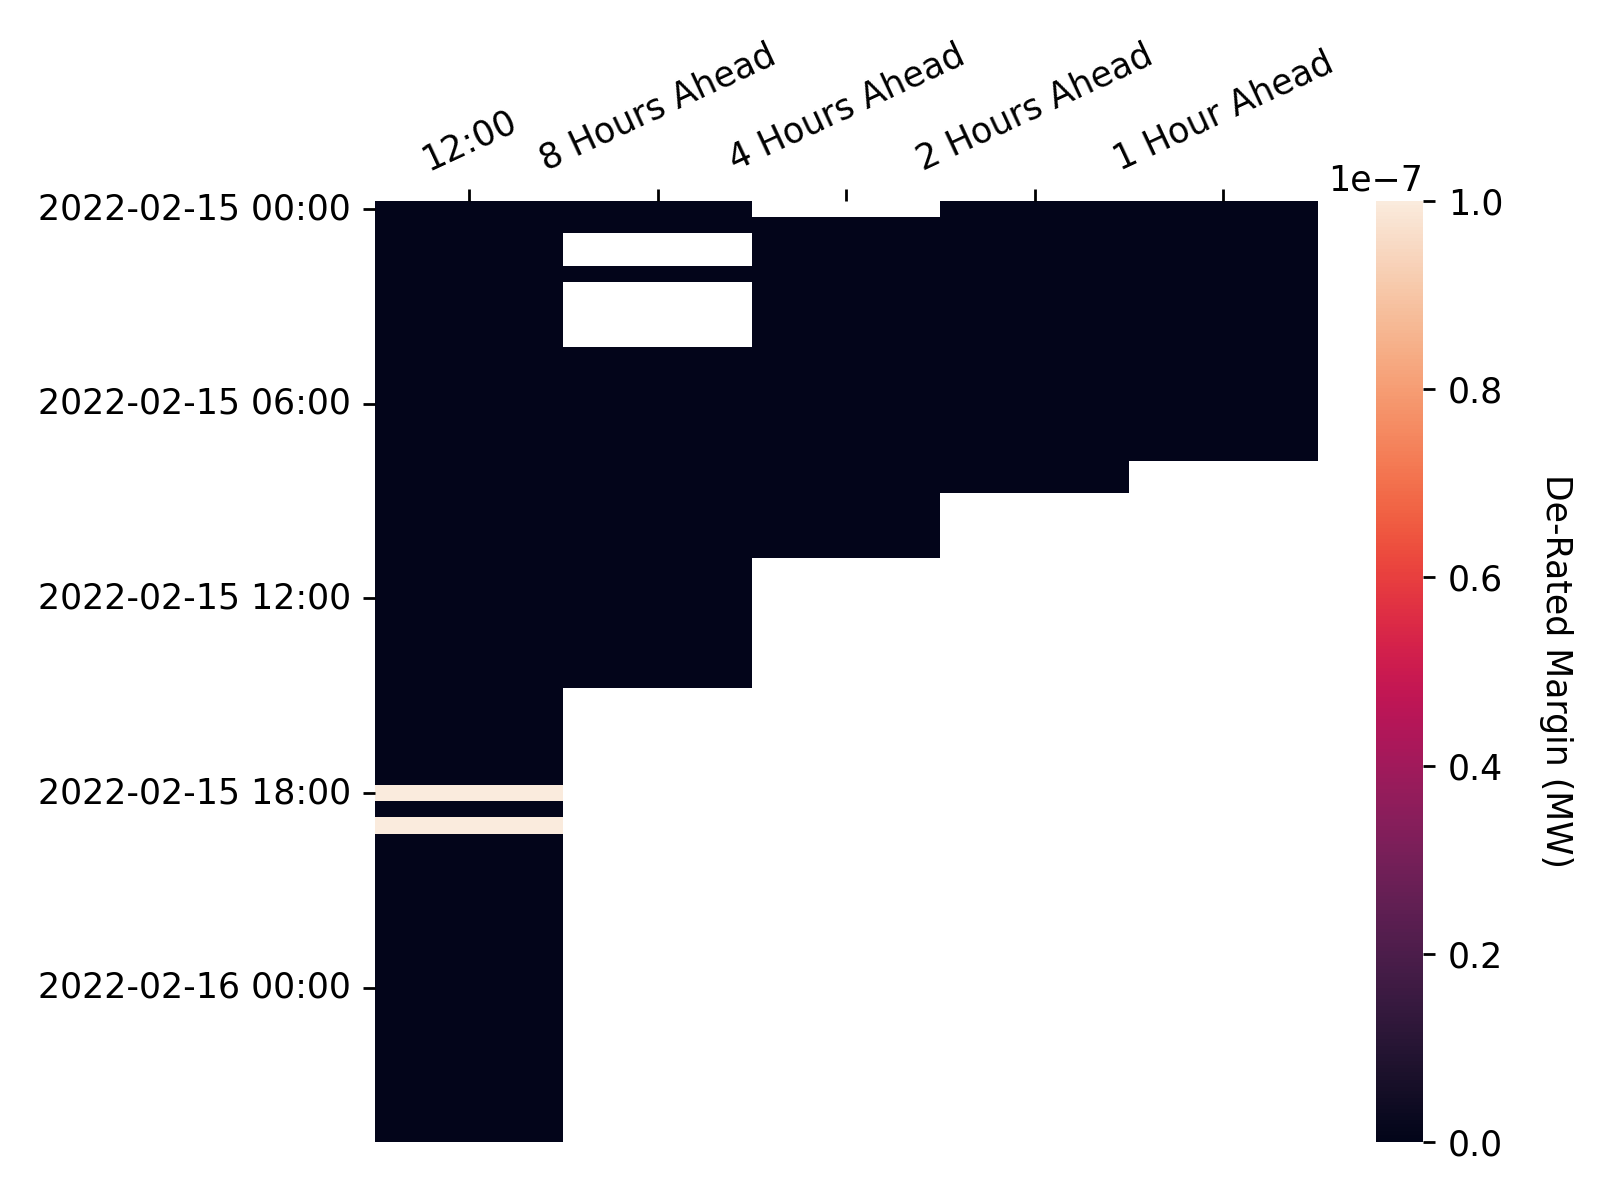 12:00
8 Hours Ahead
4 Hours Ahead
2 Hours Ahead
1 Hour Ahead
2022-02-15 00:00
2022-02-15 06:00
2022-02-15 12:00
2022-02-15 18:00
2022-02-16 00:00
1e−7
1.0
0.8
0.6
0.4
0.2
0.0
De-Rated Margin (MW)